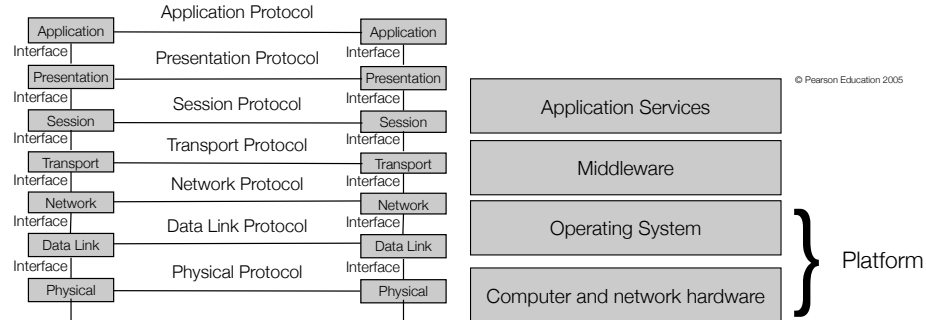 Application Protocol
Application
Application
Interface
Interface
Presentation Protocol
Presentation
Presentation
Interface
Interface
Session Protocol
Session
Session
Interface
Interface
Transport Protocol
Transport
Transport
Interface
Interface
Network Protocol
Network
Network
Interface
Interface
Data Link Protocol
Data Link
Data Link
Interface
Interface
Physical Protocol
Physical
Physical
© Pearson Education 2005
Application Services
Middleware
Operating System
Computer and network hardware
Platform